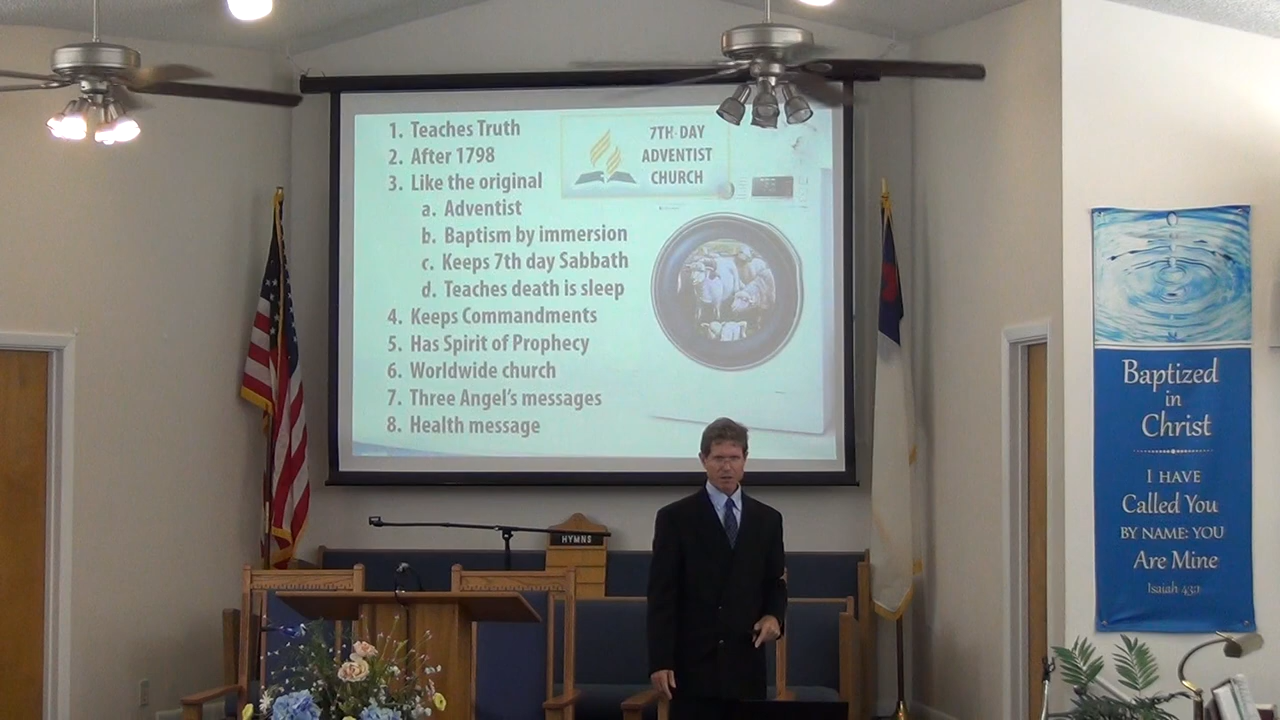 1. Teaches Truth
2. After 1798
3. Like the original
a. Adventist
b. Baptism by immersion
c. Keeps 7th day Sabbath
d. Teaches death is sleep
4. Keeps Commandments
5. Has Spirit of Prophecy
6. Worldwide church
7. Three Angel's messages
8. Health message
7TH DAY
ADVENTIST
CHURCH
HYMNS
Baptized
in
Christ
I HAVE
Called You
BY NAME: YOU
Are Mine
Isaiah 43:1